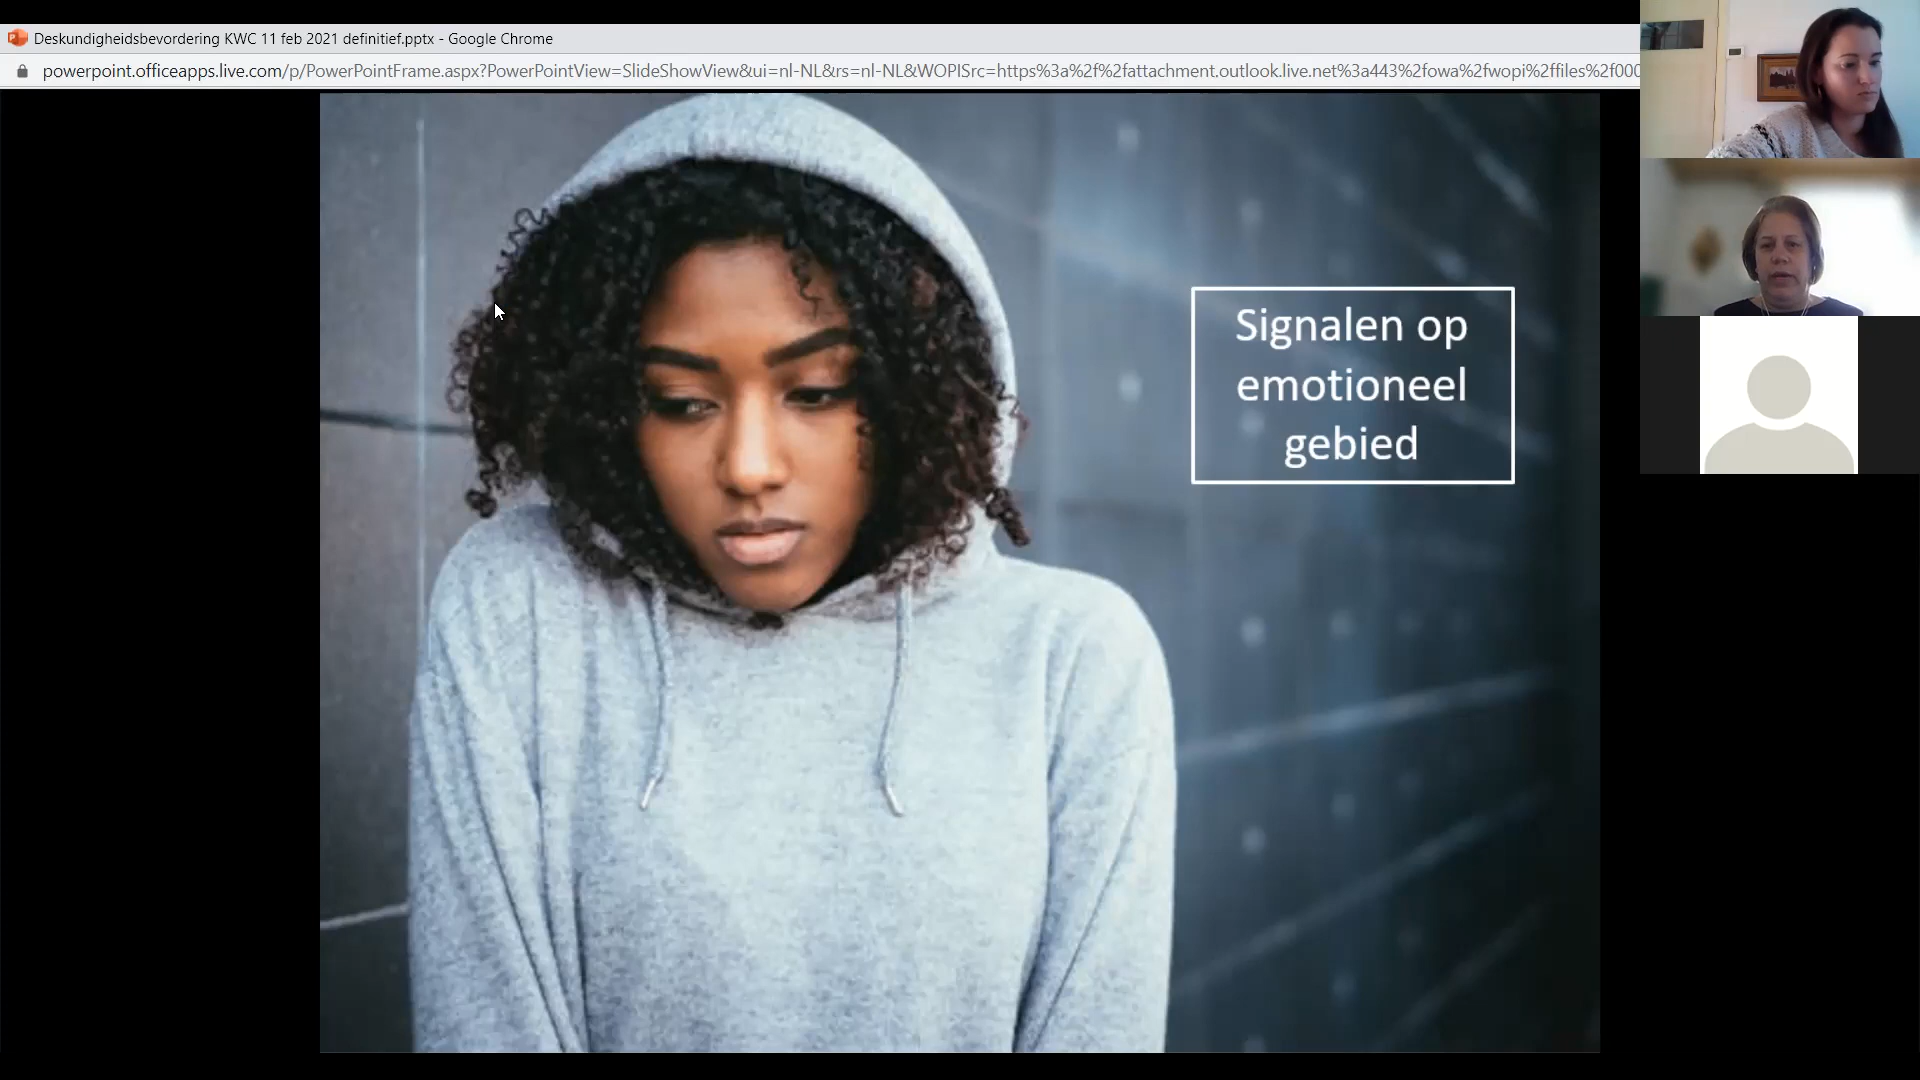 Deskundigheidsbevordering KWC 11 feb 2021 definitief.pptx - Google Chrome
powerpoint.officeapps.live.com/p/PowerPointFrame.aspx?PowerPointView=SlideShowView&ui=nl-NL&rs=nl-NL&WOPISrc=https%3a%2f%2fattachment.outlook.live.net%3a443%2fowa%2fwopi%2ffiles%2f000
Signalen op
emotioneel
gebied